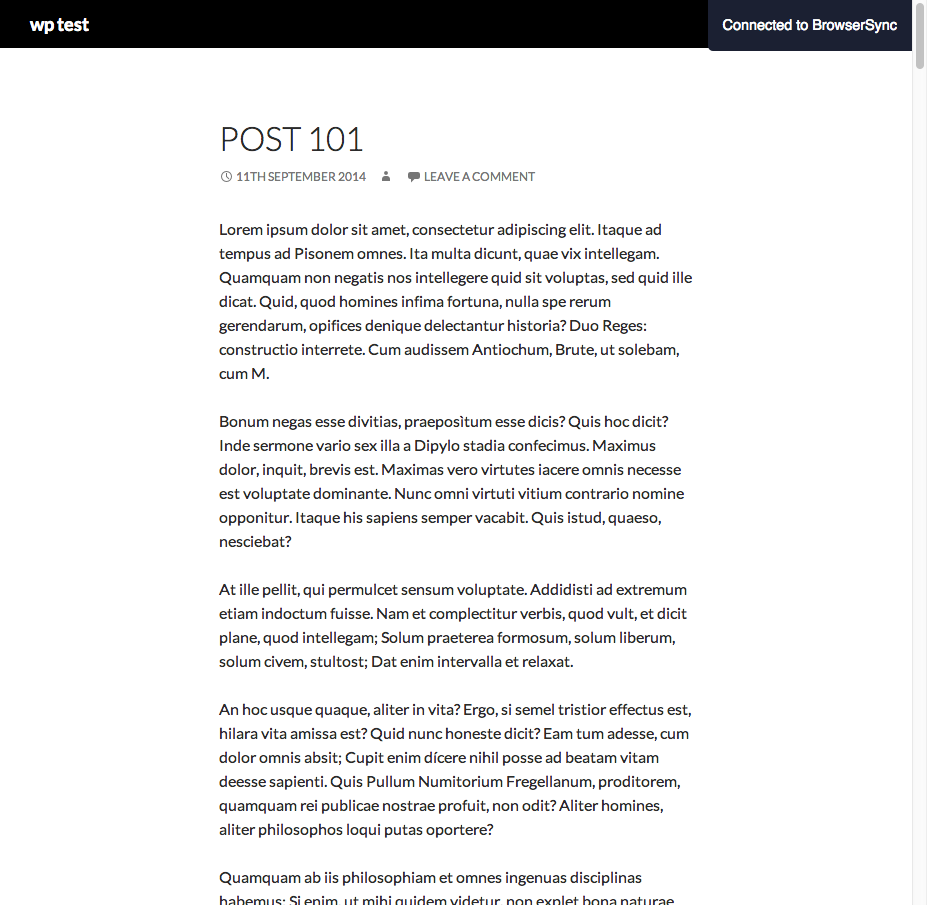 wp test
Connected to BrowserSync
POST 101
11TH SEPTEMBER 2014 LEAVE A COMMENT
Lorem ipsum dolor sit amet, consectetur adipiscing elit. Itaque ad
tempus ad Pisonem omnes. Ita multa dicunt, quae vix intellegam.
Quamquam non negatis nos intellegere quid sit voluptas, sed quid ille
dicat. Quid, quod homines infima fortuna, nulla spe rerum
gerendarum, opifices denique delectantur historia? Duo Reges:
constructio interrete. Cum audissem Antiochum, Brute, ut solebam,
cum M.
Bonum negas esse divitias, praeposìtum esse dicis? Quis hoc dicit?
Inde sermone vario sex illa a Dipylo stadia confecimus. Maximus
dolor, inquit, brevis est. Maximas vero virtutes iacere omnis necesse
est voluptate dominante. Nunc omni virtuti vitium contrario nomine
opponitur. Itaque his sapiens semper vacabit. Quis istud, quaeso,
nesciebat?
At ille pellit, qui permulcet sensum voluptate. Addidisti ad extremum
etiam indoctum fuisse. Nam et complectitur verbis, quod vult, et dicit
plane, quod intellegam; Solum praeterea formosum, solum liberum,
solum civem, stultost; Dat enim intervalla et relaxat.
An hoc usque quaque, aliter in vita? Ergo, si semel tristior effectus est,
hilara vita amissa est? Quid nunc honeste dicit? Eam tum adesse, cum
dolor omnis absit; Cupit enim dícere nihil posse ad beatam vitam
deesse sapienti. Quis Pullum Numitorium Fregellanum, proditorem,
quamquam rei publicae nostrae profuit, non odit? Aliter homines,
aliter philosophos loqui putas oportere?
Quamquam ab iis philosophiam et omnes ingenuas disciplinas
habemus; Si enim, ut mihi quidem videtur, non explet bona naturae